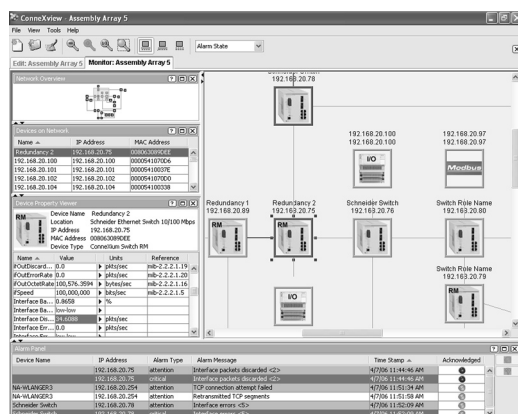 ConneXview - Assembly Array 5
File View Tools Help
Alarm State
Edit: Assembly Array 5 Monitor: Assembly Array 5
Network Overview
Devices on Network
Name IP Address MAC Address
Redundancy 2 192.168.20.75 008063089DEE
192.168.20.100 192.168.20.100 0000541070D6
192.168.20.101 192.168.20.101 00005410037E
192.168.20.102 192.168.20.102 0000541070A0
192.168.20.104 192.168.20.104 000054100338
Device Property Viewer
RM
Device Name Redundancy 2
Location Schneider Ethernet Switch 10/100 Mbps
IP Address 192.168.20.75
MAC Address 008063089DEE
Device Type Connexium Switch RM
Name Value Units Reference
IfOutDiscard... 0.0 pkts/sec mib-2.2.2.1.19
IfOutErrorRate 0.0 pkts/sec mib-2.2.2.1.20
IfOutOctetRate 100,576.3594 bytes/sec mib-2.2.2.1.16
IfSpeed 100,000,000 bits/sec mib-2.2.2.1.5
Interface Ba... 0.8658 %
Interface Ba... low-low
Interface Dis... 34.6088 pkts/sec
Interface Err... 0.0 pkts/sec
192.168.20.78
192.168.20.100
192.168.20.100
I/O
192.168.20.97
192.168.20.97
Modbus
Redundancy 1
192.168.20.89
RM
Redundancy 2
192.168.20.75
RM
Schneider Switch
192.168.20.76
Switch Role Name
192.168.20.80
I/O
Switch Role Name
192.168.20.79
RM
Alarm Panel
Device Name IP Address Alarm Type Alarm Message Time Stamp Acknowledged
192.168.20.75 attention Interface packets discarded <2> 4/7/06 11:44:46 AM
192.168.20.75 critical Interface packets discarded <2> 4/7/06 11:44:46 AM
NA-WLANGER3 192.168.20.254 attention TCP connection attempt failed 4/7/06 11:51:34 AM
NA-WLANGER3 192.168.20.254 attention Retransmitted TCP segments 4/7/06 11:51:58 AM
Schneider Switch 192.168.20.78 attention Interface errors <5> 4/7/06 11:52:09 AM